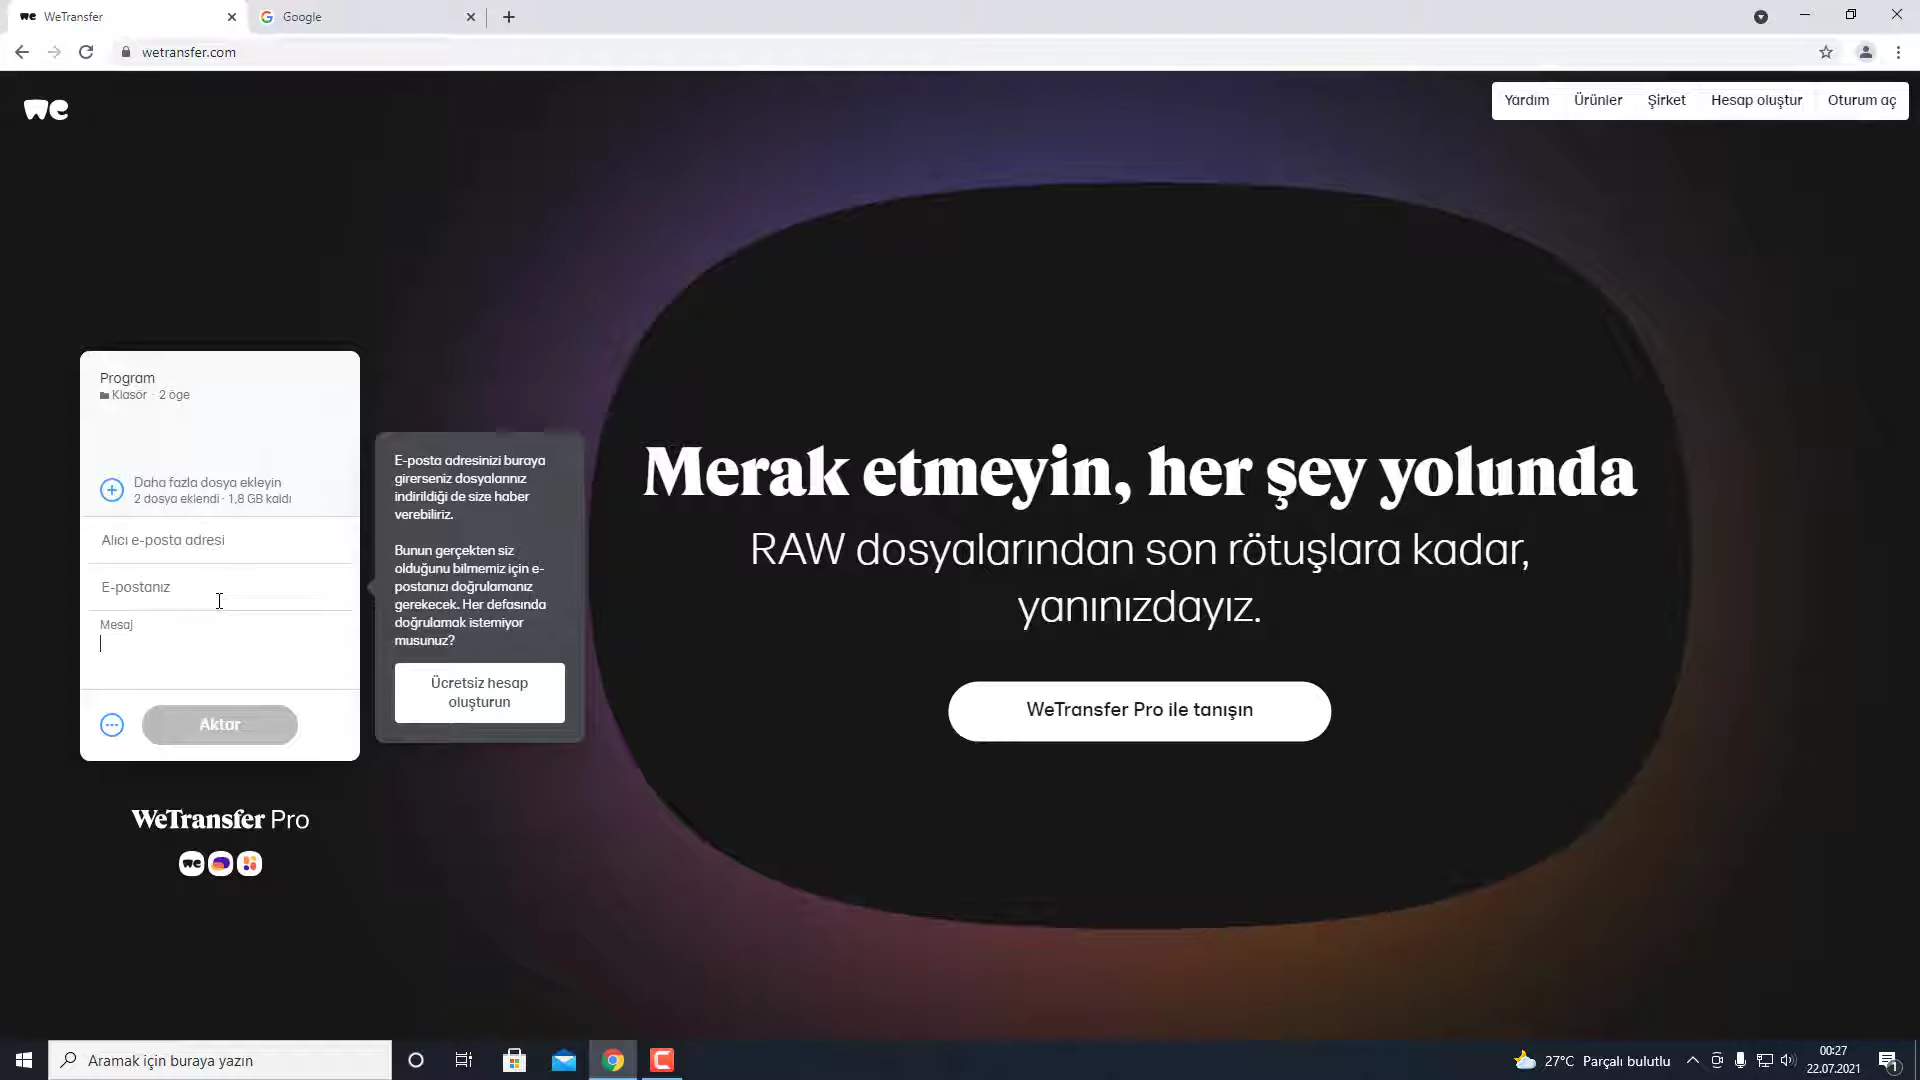 WeTransfer
Google
wetransfer.com
we
Yardım
Ürünler
Şirket
Hesap oluştur
Oturum aç
Program
Klasör · 2 öge
Daha fazla dosya ekleyin
2 dosya eklendi · 1,8 GB kaldı
Alıcı e-posta adresi
E-postanız
Mesaj
Aktar
E-posta adresinizi buraya
girerseniz dosyalarınız
indirildiği de size haber
verebiliriz.
Bunun gerçekten siz
olduğunu bilmemiz için e-
postanızı doğrulamanız
gerekecek. Her defasında
doğrulamak istemiyor
musunuz?
Ücretsiz hesap
oluşturun
Merak etmeyin, her şey yolunda
RAW dosyalarından son rötuşlara kadar,
yanınızdayız.
WeTransfer Pro ile tanışın
WeTransfer Pro
we
Aramak için buraya yazın
27°C Parçalı bulutlu
00:27
22.07.2021
1